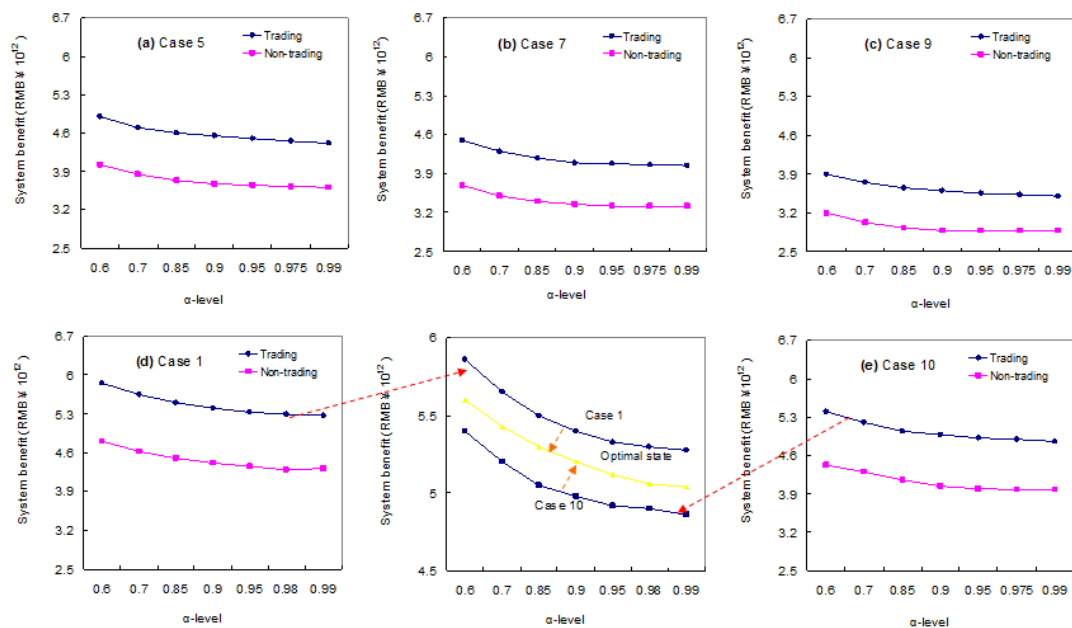 System benefit (RMB ¥ 10¹²)
6.7
6
5.3
4.6
3.9
3.2
2.5
(a) Case 5
Trading
Non-trading
0.6 0.7 0.85 0.9 0.95 0.975 0.99
α-level
System benefit (RMB ¥ 10¹²)
6.7
6
5.3
4.6
3.9
3.2
2.5
(b) Case 7
Trading
Non-trading
0.6 0.7 0.85 0.9 0.95 0.975 0.99
α-level
System benefit (RMB ¥ 10¹²)
6.7
6
5.3
4.6
3.9
3.2
2.5
(c) Case 9
Trading
Non-trading
0.6 0.7 0.85 0.9 0.95 0.975 0.99
α-level
System benefit (RMB ¥ 10¹²)
6.7
6
5.3
4.6
3.9
3.2
2.5
(d) Case 1
Trading
Non-trading
0.6 0.7 0.85 0.9 0.95 0.98 0.99
α-level
System benefit (RMB ¥ 10¹²)
6
5.5
5
4.5
Case 1
Optimal state
Case 10
0.6 0.7 0.85 0.9 0.95 0.98 0.99
α-level
System benefit (RMB ¥ 10¹²)
6.7
6
5.3
4.6
3.9
3.2
2.5
(e) Case 10
Trading
Non-trading
0.6 0.7 0.85 0.9 0.95 0.975 0.99
α-level